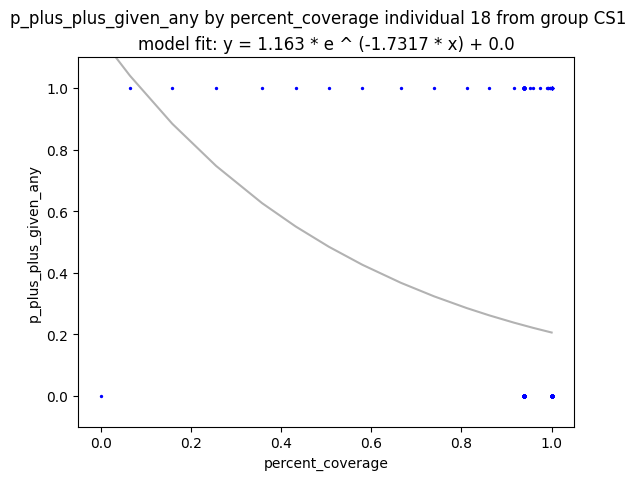 p_plus_plus_given_any by percent_coverage individual 18 from group CS1
model fit: y = 1.163 * e ^ (-1.7317 * x) + 0.0
1.0
0.8
0.6
0.4
0.2
0.0
p_plus_plus_given_any
0.0 0.2 0.4 0.6 0.8 1.0
percent_coverage